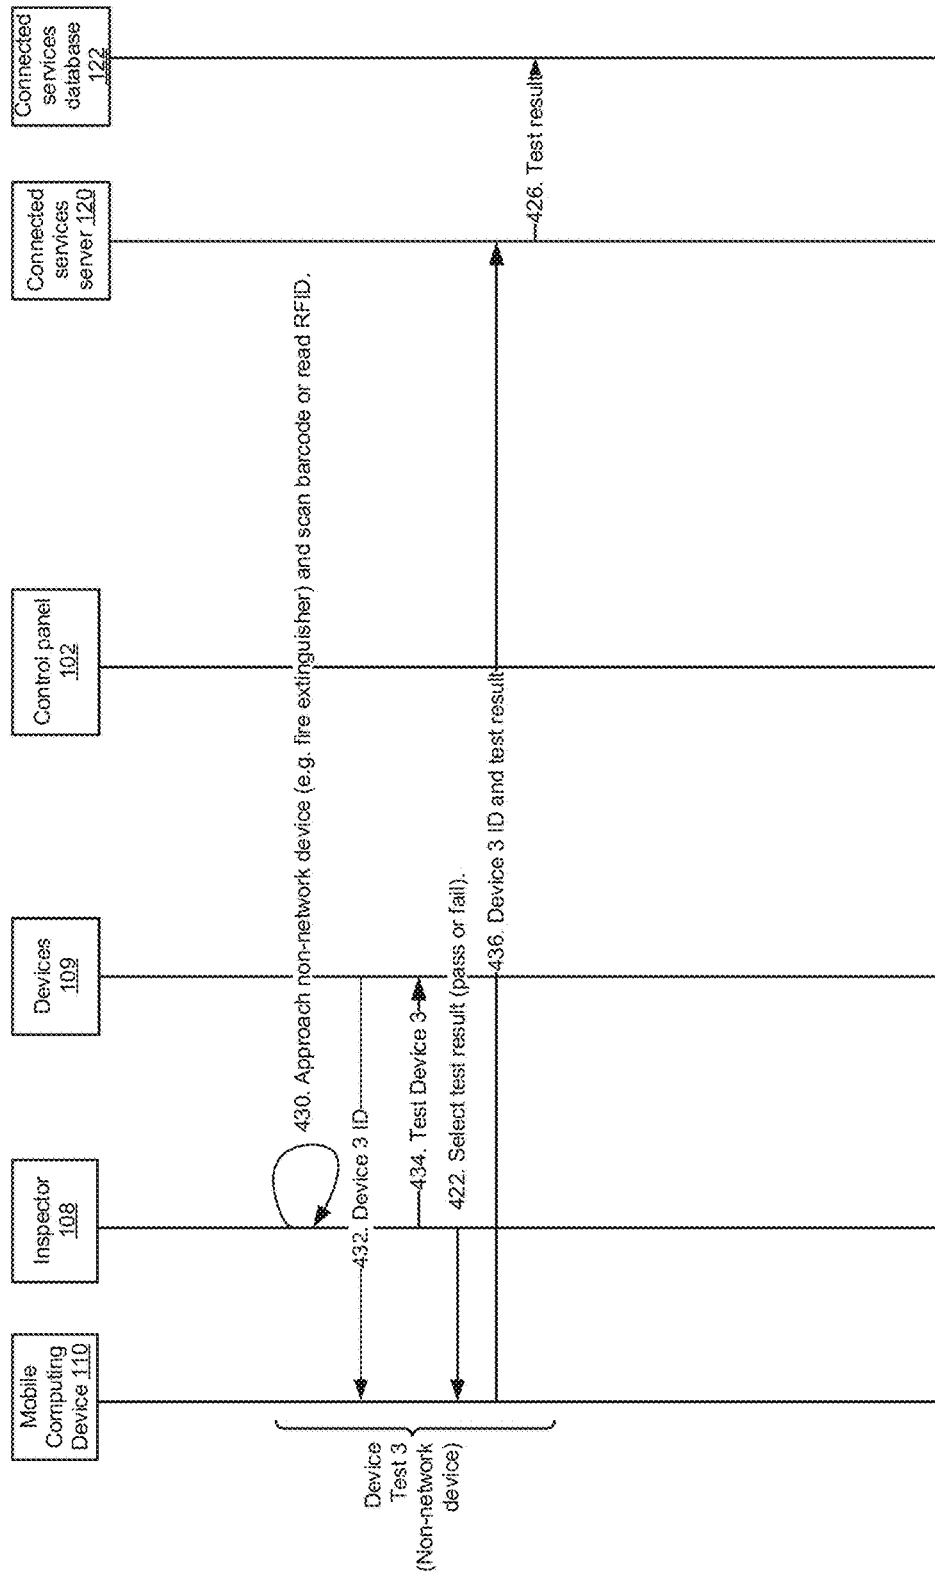 Mobile
Computing
Device 110
Inspector
108
Devices
109
Control panel
102
Connected
services
server 120
Connected
services
database
122
430. Approach non-network device (e.g. fire extinguisher) and scan barcode or read RFID.
432. Device 3 ID
434. Test Device 3
422. Select test result (pass or fail).
436. Device 3 ID and test result
426. Test result
Device
Test 3
(Non-network
device)